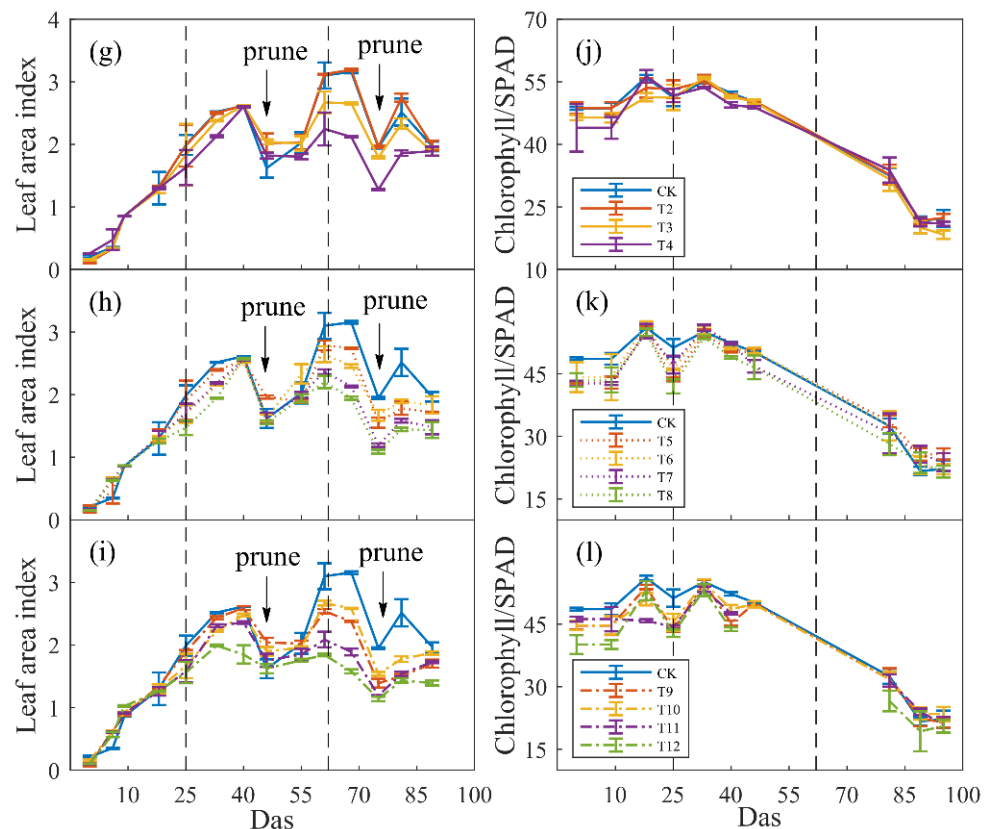 Leaf area index
4
3
2
1
0
(g)
prune
prune
Chlorophyll/SPAD
70
55
40
25
10
(j)
CK
T2
T3
T4
Leaf area index
3
2
1
0
(h)
prune
prune
Chlorophyll/SPAD
45
30
15
(k)
CK
T5
T6
T7
T8
Leaf area index
3
2
1
0
(i)
prune
prune
10 25 40 55 70 85 100
Das
Chlorophyll/SPAD
45
30
15
(l)
CK
T9
T10
T11
T12
10 25 40 55 70 85 100
Das